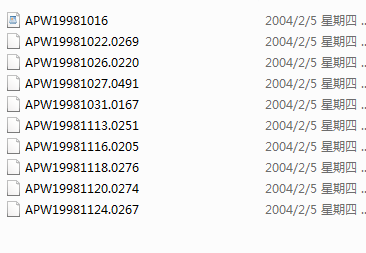 APW19981016 2004/2/5 星期四 ..
APW19981022.0269 2004/2/5 星期四 ..
APW19981026.0220 2004/2/5 星期四 ..
APW19981027.0491 2004/2/5 星期四 ..
APW19981031.0167 2004/2/5 星期四 ..
APW19981113.0251 2004/2/5 星期四 ..
APW19981116.0205 2004/2/5 星期四 ..
APW19981118.0276 2004/2/5 星期四 ..
APW19981120.0274 2004/2/5 星期四 ..
APW19981124.0267 2004/2/5 星期四 ..